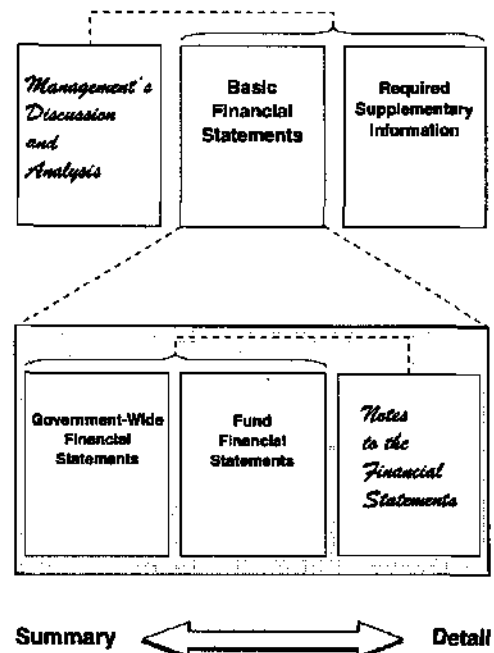 Management's
Discussion
and
Analysis
Basic
Financial
Statements
Required
Supplementary
Information
Government-Wide
Financial
Statements
Fund
Financial
Statements
Notes
to the
Financial
Statements
Summary
Detail